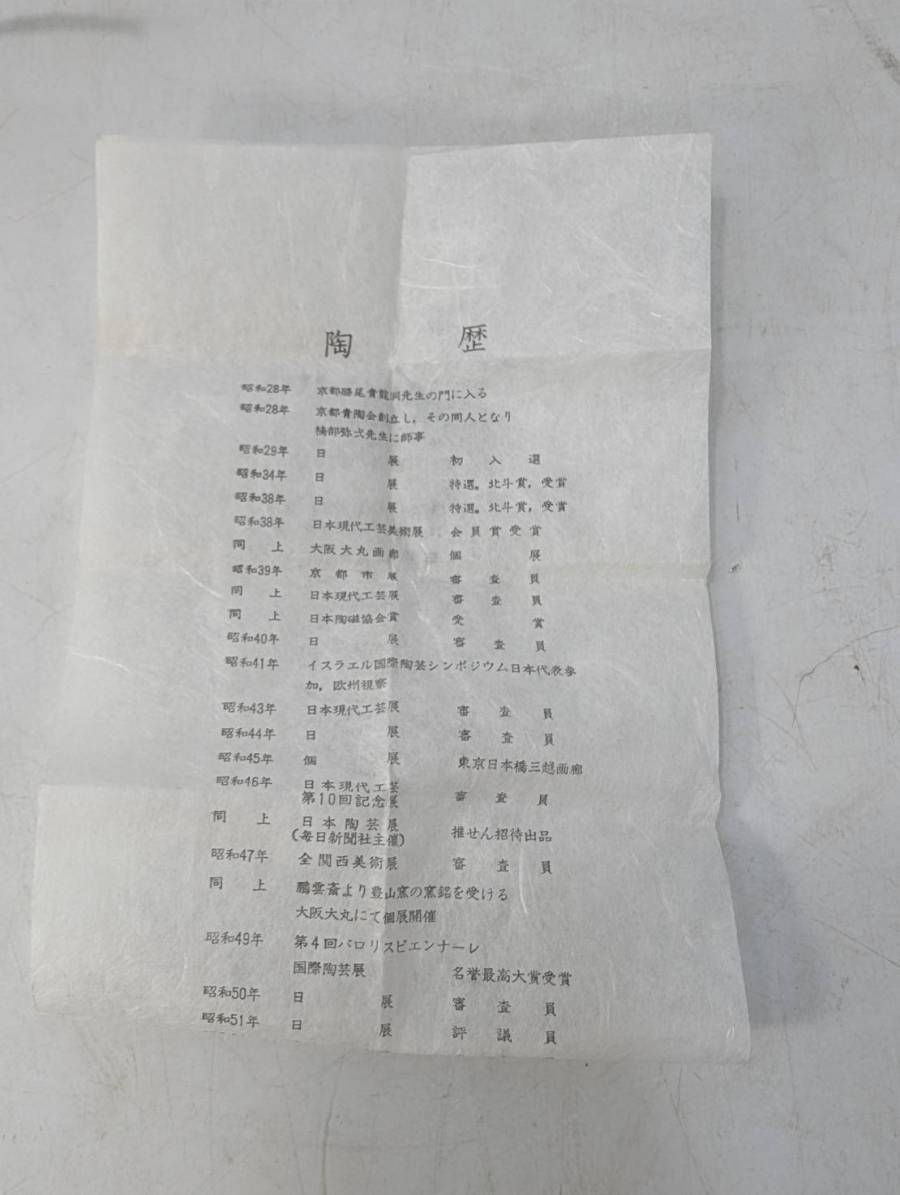 陶歴
昭和28年 京都勝尾青龍洞先生の門に入る
昭和28年 京都青陶会創立し，その同人となり
楠部弥弌先生に師事
昭和29年 日展 初入選
昭和34年 日展 特選。北斗賞，受賞
昭和38年 日展 特選。北斗賞，受賞
昭和38年 日本現代工芸美術展 会員賞受賞
同上 大阪大丸画廊 個展
昭和39年 京都市展 審査員
同上 日本現代工芸展 審査員
同上 日本陶磁協会賞 受賞
昭和40年 日展 審査員
昭和41年 イスラエル国際陶芸シンポジウム日本代表参
加，欧州視察
昭和43年 日本現代工芸展 審査員
昭和44年 日展 審査員
昭和45年 個展 東京日本橋三越画廊
昭和46年 日本現代工芸
第10回記念展 審査員
同上 日本陶芸展
(毎日新聞社主催) 推せん招待出品
昭和47年 全関西美術展 審査員
同上 鵬雲斎より豊山窯の窯銘を受ける
大阪大丸にて個展開催
昭和49年 第4回バロリスビエンナーレ
国際陶芸展 名誉最高大賞受賞
昭和50年 日展 審査員
昭和51年 日展 評議員